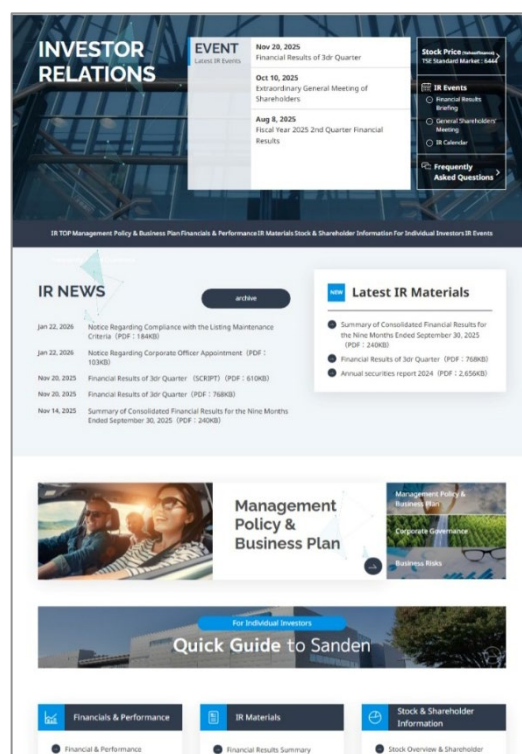 INVESTOR
RELATIONS
EVENT
Latest IR Events
Nov 20, 2025
Financial Results of 3dr Quarter
Oct 10, 2025
Extraordinary General Meeting of
Shareholders
Aug 8, 2025
Fiscal Year 2025 2nd Quarter Financial
Results
Stock Price (Yahoo!Finance)
TSE Standard Market : 6444
IR Events
Financial Results
Briefing
General Shareholders'
Meeting
IR Calendar
Frequently
Asked Questions
IR TOP Management Policy & Business Plan Financials & Performance IR Materials Stock & Shareholder Information For Individual Investors IR Events
IR NEWS
archive
Jan 22, 2026 Notice Regarding Compliance with the Listing Maintenance
Criteria (PDF : 184KB)
Jan 22, 2026 Notice Regarding Corporate Officer Appointment (PDF :
103KB)
Nov 20, 2025 Financial Results of 3dr Quarter (SCRIPT) (PDF : 610KB)
Nov 20, 2025 Financial Results of 3dr Quarter (PDF : 768KB)
Nov 14, 2025 Summary of Consolidated Financial Results for the Nine Months
Ended September 30, 2025 (PDF : 240KB)
NEW Latest IR Materials
Summary of Consolidated Financial Results for
the Nine Months Ended September 30, 2025
(PDF : 240KB)
Financial Results of 3dr Quarter (PDF : 768KB)
Annual securities report 2024 (PDF : 2,656KB)
Management
Policy &
Business Plan
Management Policy &
Business Plan
Corporate Governance
Business Risks
For Individual Investors
Quick Guide to Sanden
Financials & Performance
Financial & Performance
IR Materials
Financial Results Summary
Stock & Shareholder
Information
Stock Overview & Shareholder